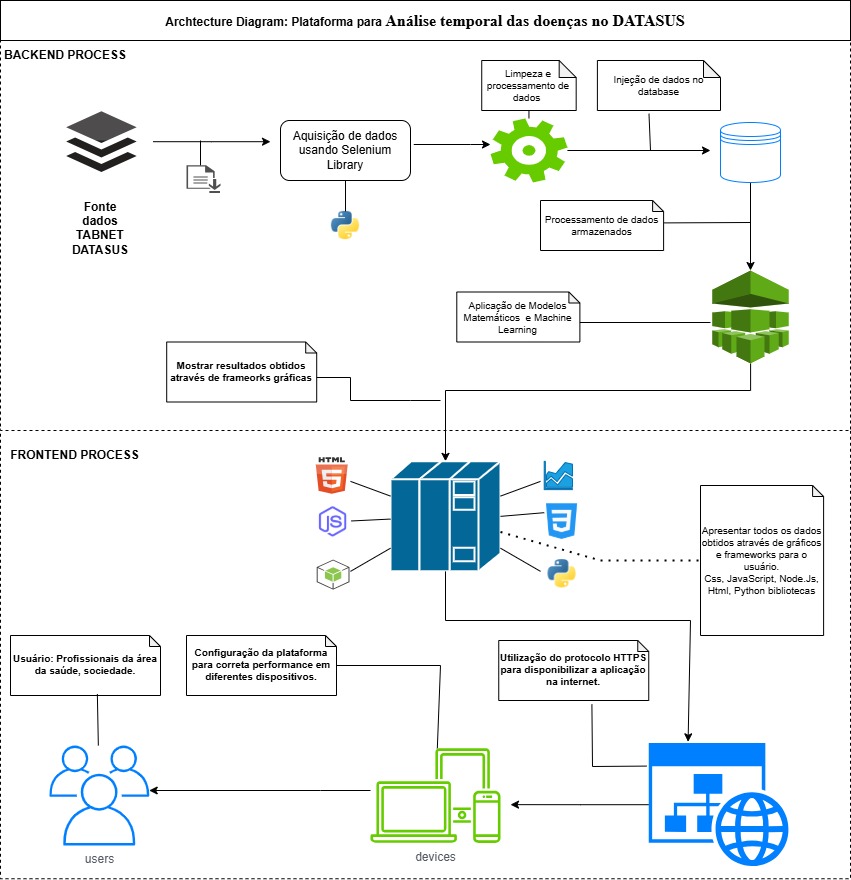 Archtecture Diagram: Plataforma para Análise temporal das doenças no DATASUS
BACKEND PROCESS
Limpeza e
processamento de
dados
Injeção de dados no
database
Aquisição de dados
usando Selenium
Library
Fonte
dados
TABNET
DATASUS
Processamento de dados
armazenados
Aplicação de Modelos
Matemáticos e Machine
Learning
Mostrar resultados obtidos
através de frameorks gráficas
FRONTEND PROCESS
HTML
5
JS
3
Apresentar todos os dados
obtidos através de gráficos
e frameworks para o
usuário.
Css, JavaScript, Node.Js,
Html, Python bibliotecas
Usuário: Profissionais da área
da saúde, sociedade.
Configuração da plataforma
para correta performance em
diferentes dispositivos.
Utilização do protocolo HTTPS
para disponibilizar a aplicação
na internet.
users
devices